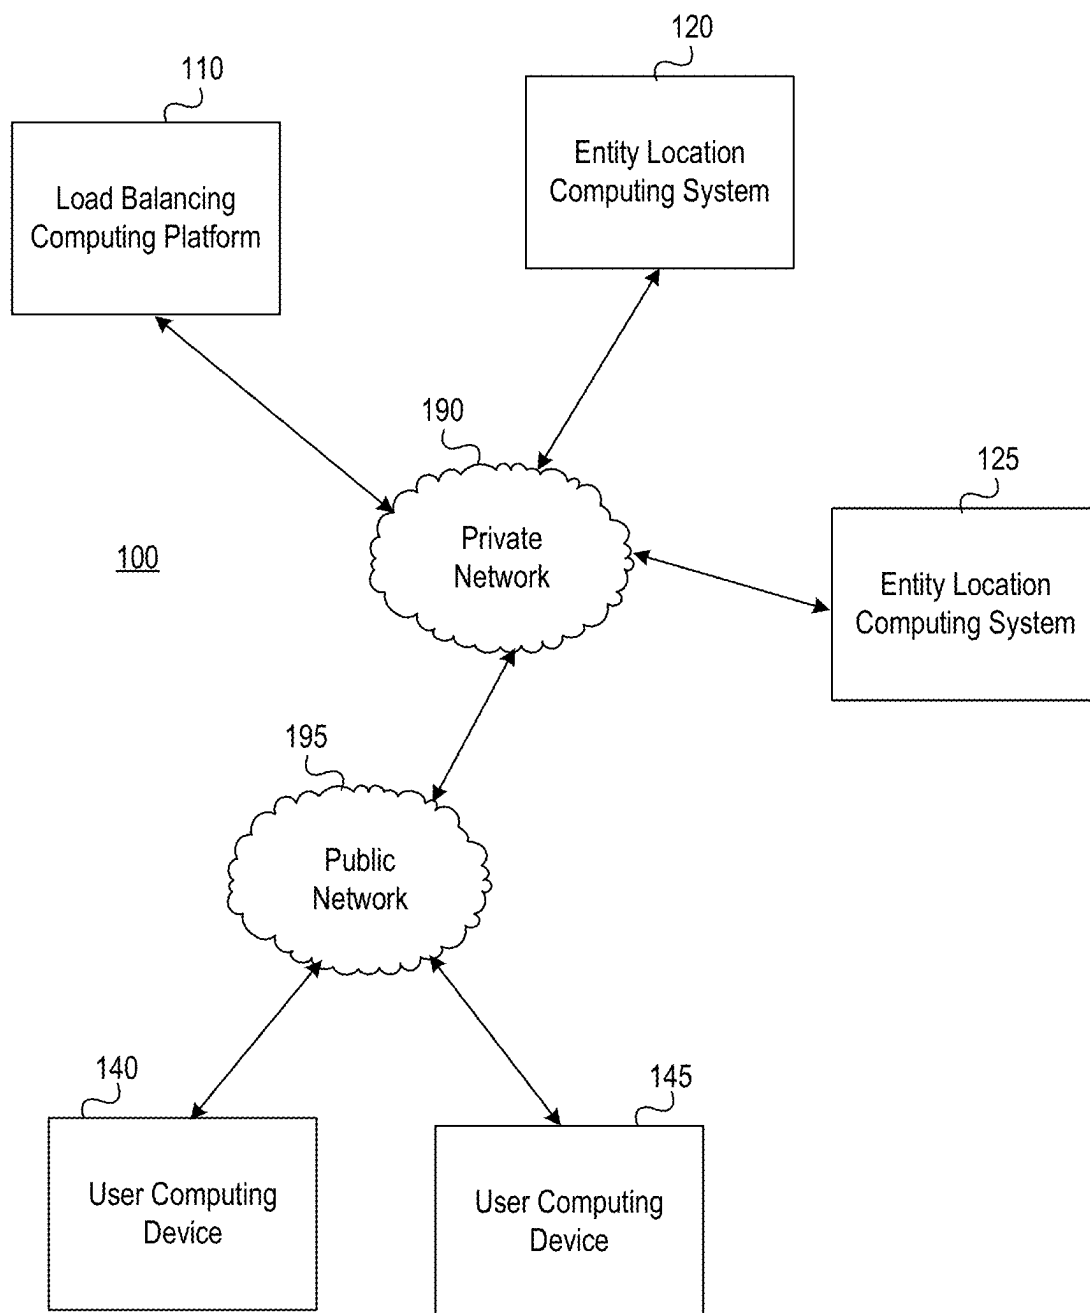 120
110
Entity Location
Computing System
Load Balancing
Computing Platform
190
125
Private
Network
100
Entity Location
Computing System
195
Public
Network
140
145
User Computing
Device
User Computing
Device